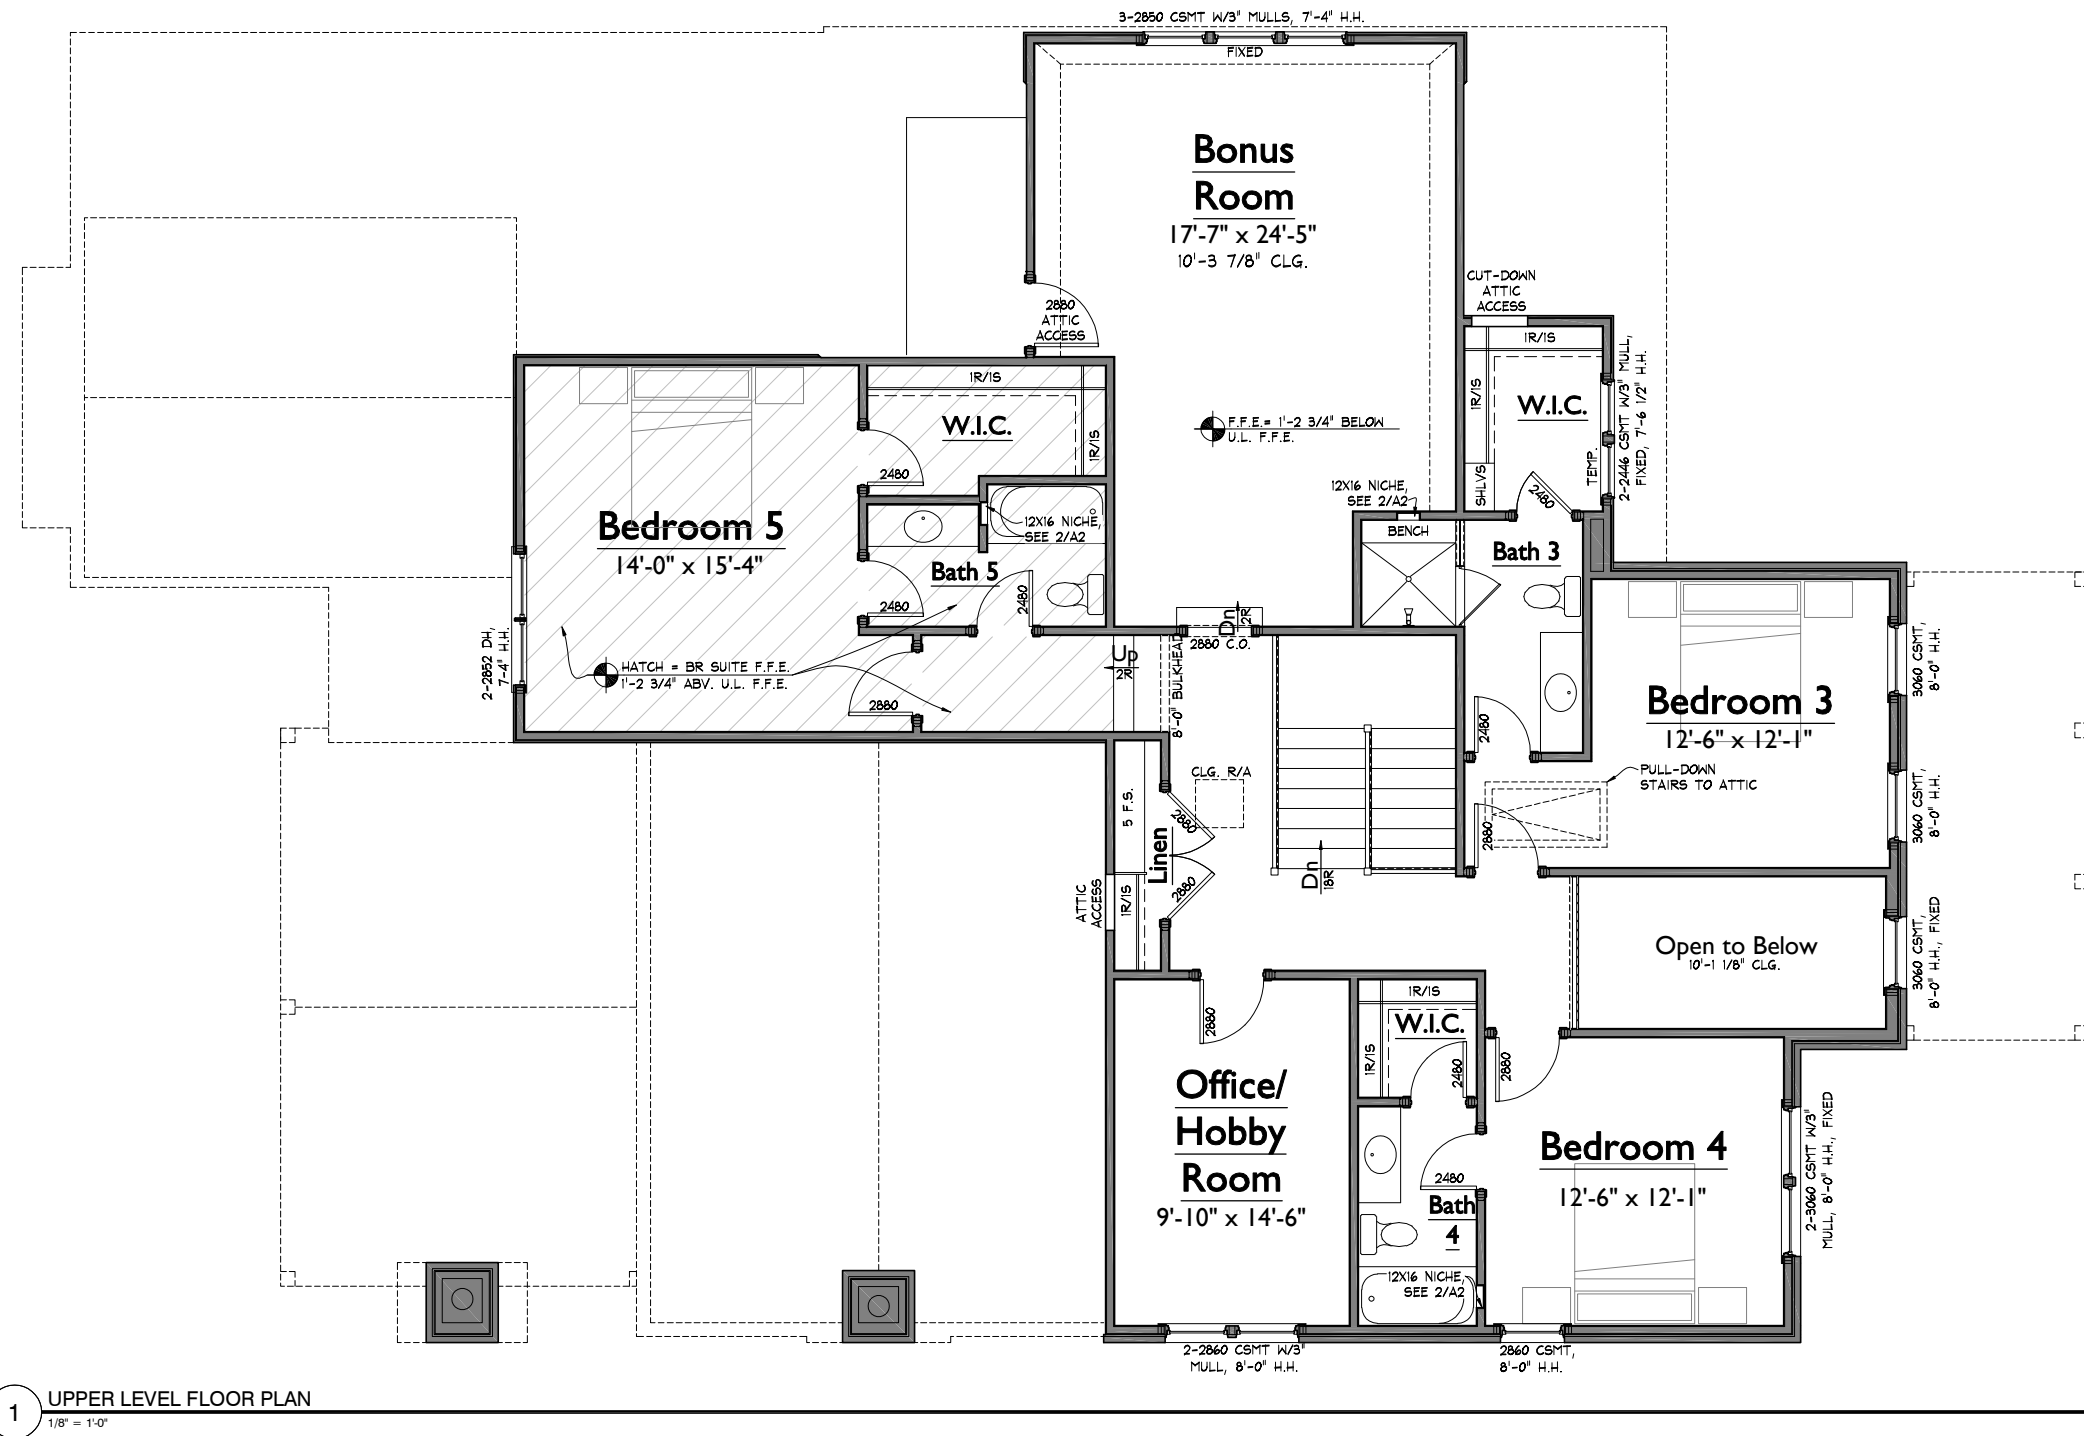 3-2850 CSMT W/3" MULLS, 7'-4" H.H.
FIXED
Bonus
Room
17'-7" x 24'-5"
10'-3 7/8" CLG.
2880
ATTIC
ACCESS
CUT-DOWN
ATTIC
ACCESS
1R/1S
1R/1S
W.I.C.
SHLVS
TEMP.
2480
2-2446 CSMT W/3" MULL,
FIXED, 7'-6 1/2" H.H.
F.F.E.= 1'-2 3/4" BELOW
U.L. F.F.E.
12X16 NICHE,
SEE 2/A2
BENCH
Bath 3
1R/1S
W.I.C.
1R/1S
2480
Bedroom 5
14'-0" x 15'-4"
12X16 NICHE,
SEE 2/A2
Bath 5
2480
2480
2-2852 DH,
7'-4" H.H.
HATCH = BR SUITE F.F.E.
1'-2 3/4" ABV. U.L. F.F.E.
2880
Up
2R
8'-0" BULKHEAD
Dn
2R
2880 C.O.
Bedroom 3
12'-6" x 12'-1"
2480
3060 CSMT,
8'-0" H.H.
PULL-DOWN
STAIRS TO ATTIC
3060 CSMT,
8'-0" H.H.
2880
CLG. R/A
5 F.S.
2880
Linen
2880
1R/1S
ATTIC
ACCESS
Dn
18R
Open to Below
10'-1 1/8" CLG.
3060 CSMT,
8'-0" H.H., FIXED
2880
1R/1S
W.I.C.
1R/1S
2480
2880
Office/
Hobby
Room
9'-10" x 14'-6"
2480
Bath
4
12X16 NICHE,
SEE 2/A2
Bedroom 4
12'-6" x 12'-1"
2-3060 CSMT W/3"
MULL, 8'-0" H.H., FIXED
2-2860 CSMT W/3"
MULL, 8'-0" H.H.
2860 CSMT,
8'-0" H.H.
1
UPPER LEVEL FLOOR PLAN
1/8" = 1'-0"